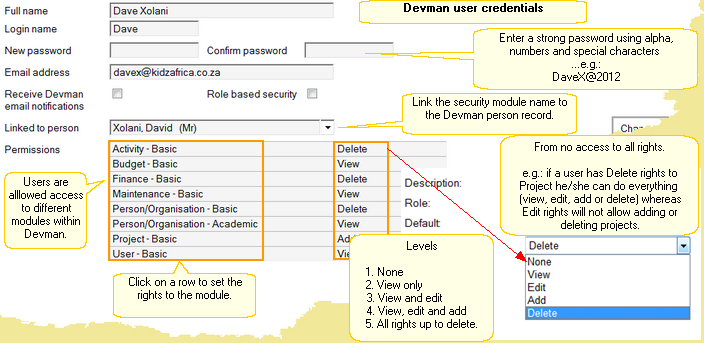 Devman user credentials
Full name
Dave Xolani
Login name
Dave
New password
Confirm password
Enter a strong password using alpha,
numbers and special characters
...e.g.:
DaveX@2012
Email address
davex@kidzafrica.co.za
Receive Devman
email notifications
Role based security
Link the security module name to
the Devman person record.
Linked to person
Xolani, David (Mr)
Permissions
Activity - Basic
Delete
Budget - Basic
View
Finance - Basic
Delete
Maintenance - Basic
View
Person/Organisation - Basic
Delete
Person/Organisation - Academic
View
Project - Basic
User - Basic
Description:
Role:
Default:
Users are
alllowed access
to different
modules within
Devman.
Click on a row to set the
rights to the module.
Levels
1. None
2. View only
3. View and edit
4. View, edit and add
5. All rights up to delete.
From no access to all rights.
e.g.: if a user has Delete rights to
Project he/she can do everything
(view, edit, add or delete) whereas
Edit rights will not allow adding or
deleting projects.
Delete
None
View
Edit
Add
Delete